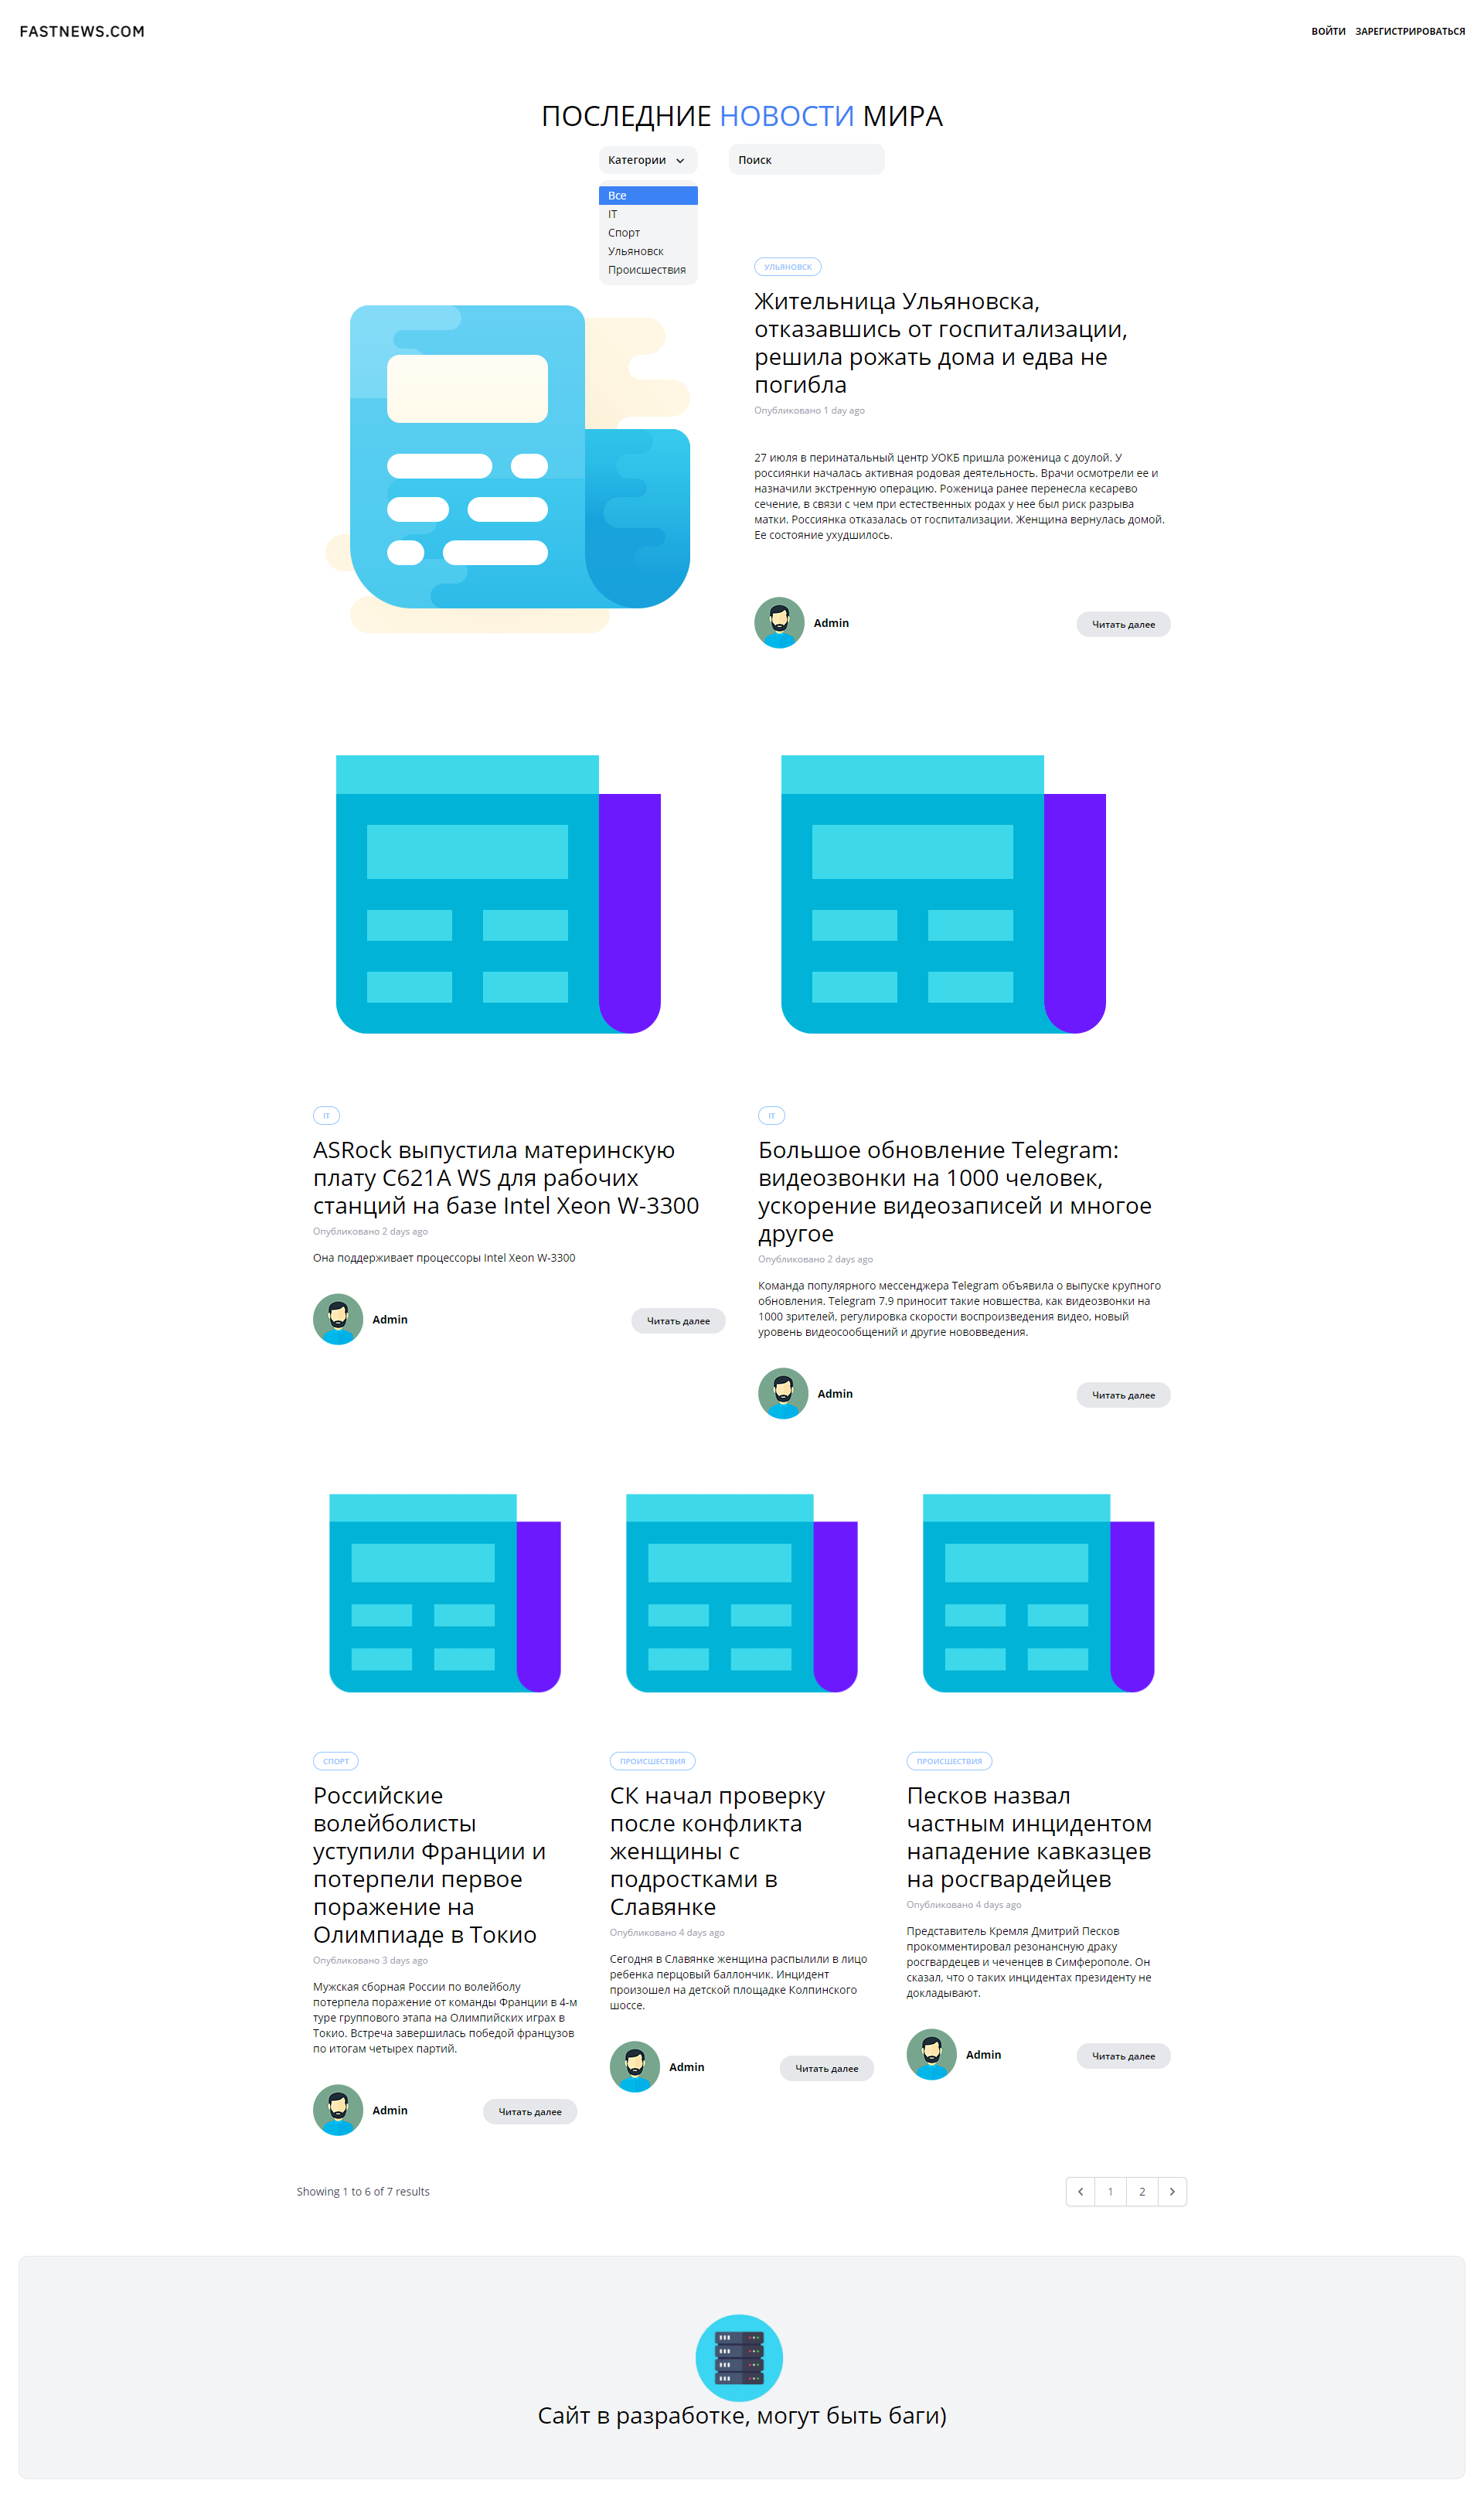 FASTNEWS.COM
ВОЙТИ ЗАРЕГИСТРИРОВАТЬСЯ
ПОСЛЕДНИЕ НОВОСТИ МИРА
Категории
Поиск
Все
IT
Спорт
Ульяновск
Происшествия
УЛЬЯНОВСК
Жительница Ульяновска,
отказавшись от госпитализации,
решила рожать дома и едва не
погибла
Опубликовано 1 day ago
27 июля в перинатальный центр УОКБ пришла роженица с доулой. У
россиянки началась активная родовая деятельность. Врачи осмотрели ее и
назначили экстренную операцию. Роженица ранее перенесла кесарево
сечение, в связи с чем при естественных родах у нее был риск разрыва
матки. Россиянка отказалась от госпитализации. Женщина вернулась домой.
Ее состояние ухудшилось.
Admin
Читать далее
IT
ASRock выпустила материнскую
плату C621A WS для рабочих
станций на базе Intel Xeon W-3300
Опубликовано 2 days ago
Она поддерживает процессоры Intel Xeon W-3300
Admin
Читать далее
IT
Большое обновление Telegram:
видеозвонки на 1000 человек,
ускорение видеозаписей и многое
другое
Опубликовано 2 days ago
Команда популярного мессенджера Telegram объявила о выпуске крупного
обновления. Telegram 7.9 приносит такие новшества, как видеозвонки на
1000 зрителей, регулировка скорости воспроизведения видео, новый
уровень видеосообщений и другие нововведения.
Admin
Читать далее
СПОРТ
Российские
волейболисты
уступили Франции и
потерпели первое
поражение на
Олимпиаде в Токио
Опубликовано 3 days ago
Мужская сборная России по волейболу
потерпела поражение от команды Франции в 4-м
туре группового этапа на Олимпийских играх в
Токио. Встреча завершилась победой французов
по итогам четырех партий.
Admin
Читать далее
ПРОИСШЕСТВИЯ
СК начал проверку
после конфликта
женщины с
подростками в
Славянке
Опубликовано 4 days ago
Сегодня в Славянке женщина распылили в лицо
ребенка перцовый баллончик. Инцидент
произошел на детской площадке Колпинского
шоссе.
Admin
Читать далее
ПРОИСШЕСТВИЯ
Песков назвал
частным инцидентом
нападение кавказцев
на росгвардейцев
Опубликовано 4 days ago
Представитель Кремля Дмитрий Песков
прокомментировал резонансную драку
росгвардецев и чеченцев в Симферополе. Он
сказал, что о таких инцидентах президенту не
докладывают.
Admin
Читать далее
Showing 1 to 6 of 7 results
1 2
Сайт в разработке, могут быть баги)